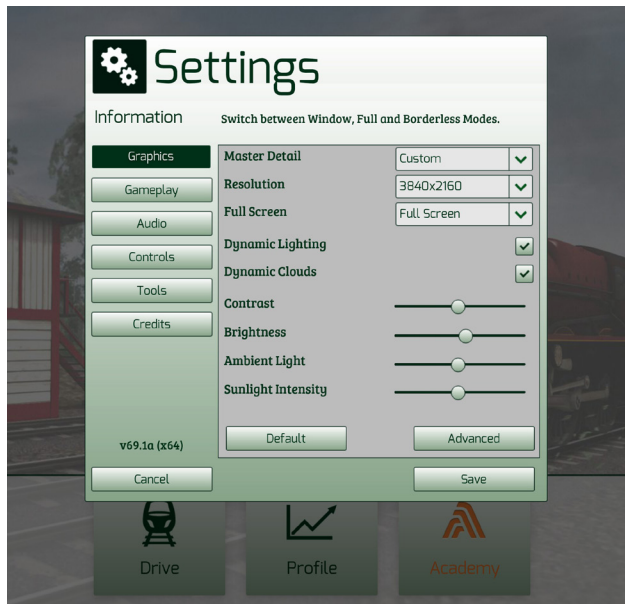 Settings
Information
Switch between Window, Full and Borderless Modes.
Graphics
Gameplay
Audio
Controls
Tools
Credits
v69.1a (x64)
Master Detail
Custom
Resolution
3840x2160
Full Screen
Full Screen
Dynamic Lighting
Dynamic Clouds
Contrast
Brightness
Ambient Light
Sunlight Intensity
Default
Advanced
Cancel
Save
Drive
Profile
Academy